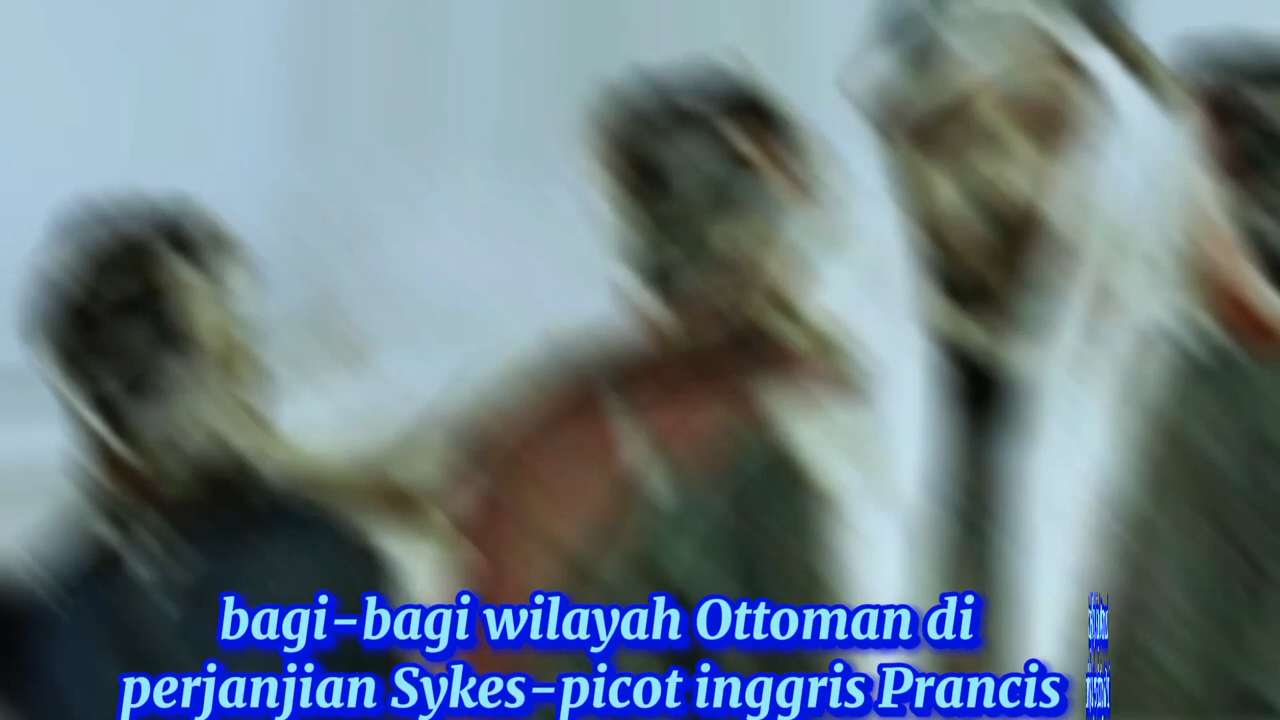 bagi-bagi wilayah Ottoman di
perjanjian Sykes-picot inggris Prancis